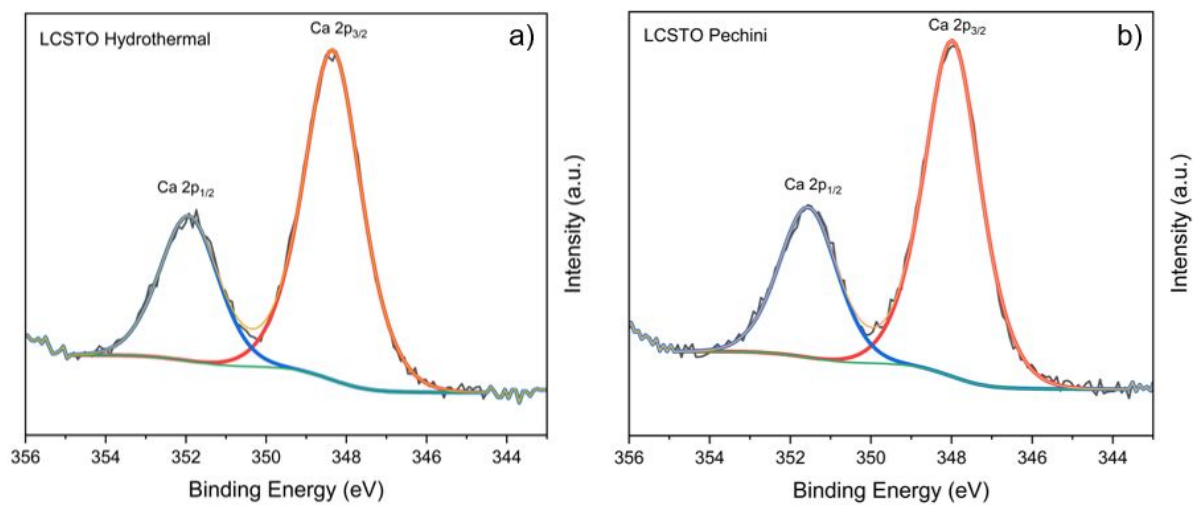 LCSTO Hydrothermal
Ca 2p3/2
a)
Ca 2p1/2
Intensity (a.u.)
356 354 352 350 348 346 344
Binding Energy (eV)
LCSTO Pechini
Ca 2p3/2
b)
Ca 2p1/2
Intensity (a.u.)
356 354 352 350 348 346 344
Binding Energy (eV)